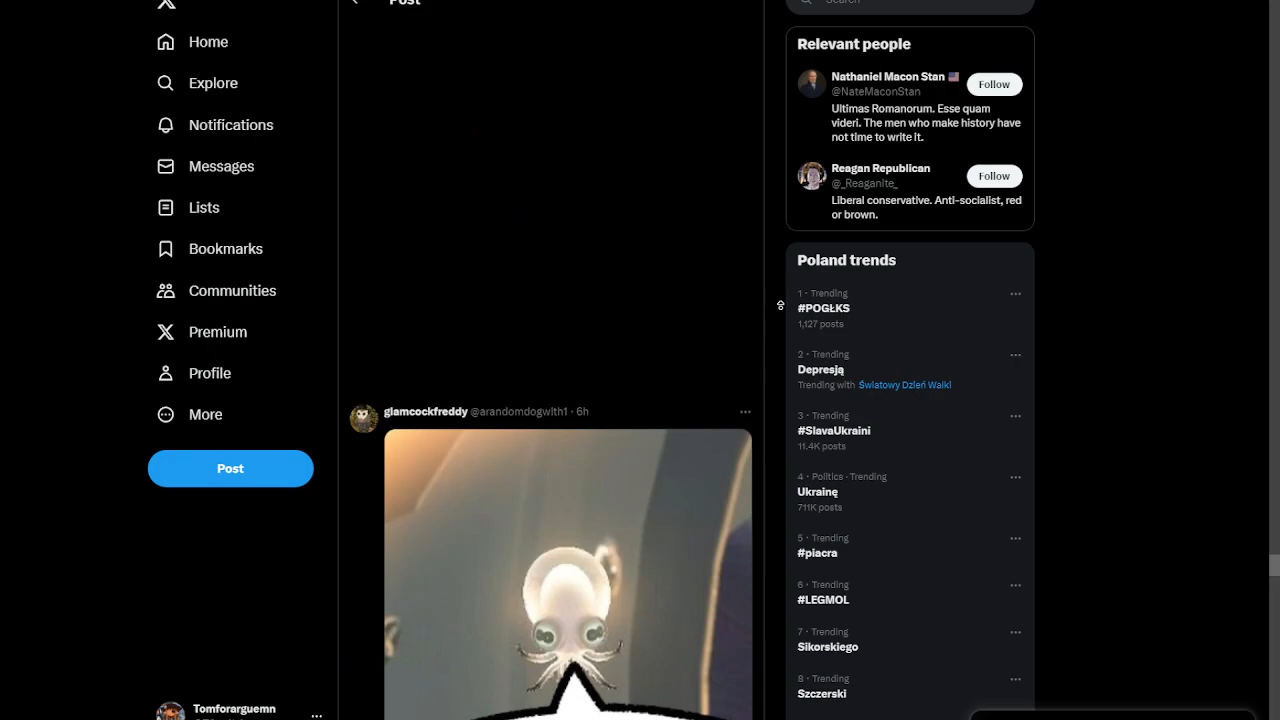 Post
Search
Home
Explore
Notifications
Messages
Lists
Bookmarks
Communities
Premium
Profile
More
Post
Tomforarguemn
glamcockfreddy @arandomdogwith1 · 6h
Relevant people
Nathaniel Macon Stan
@NateMaconStan
Follow
Ultimas Romanorum. Esse quam
videri. The men who make history have
not time to write it.
Reagan Republican
@_Reaganite_
Follow
Liberal conservative. Anti-socialist, red
or brown.
Poland trends
1 · Trending
#POGŁKS
1,127 posts
2 · Trending
Depresją
Trending with Światowy Dzień Walki
3 · Trending
#SlavaUkraini
11.4K posts
4 · Politics · Trending
Ukrainę
711K posts
5 · Trending
#piacra
6 · Trending
#LEGMOL
7 · Trending
Sikorskiego
8 · Trending
Szczerski